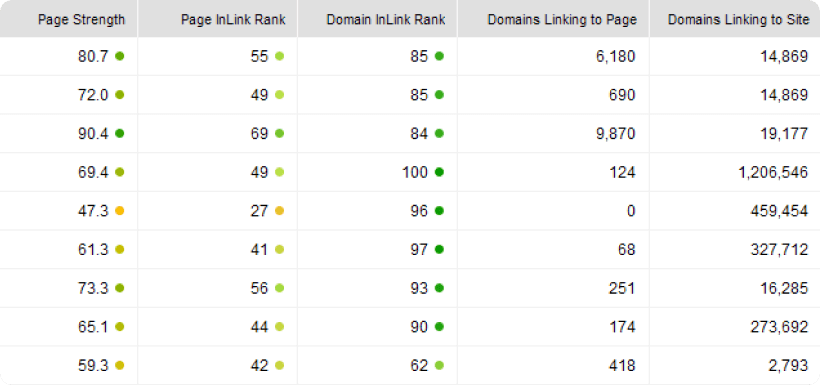 Page Strength Page InLink Rank Domain InLink Rank Domains Linking to Page Domains Linking to Site
80.7 55 85 6,180 14,869
72.0 49 85 690 14,869
90.4 69 84 9,870 19,177
69.4 49 100 124 1,206,546
47.3 27 96 0 459,454
61.3 41 97 68 327,712
73.3 56 93 251 16,285
65.1 44 90 174 273,692
59.3 42 62 418 2,793